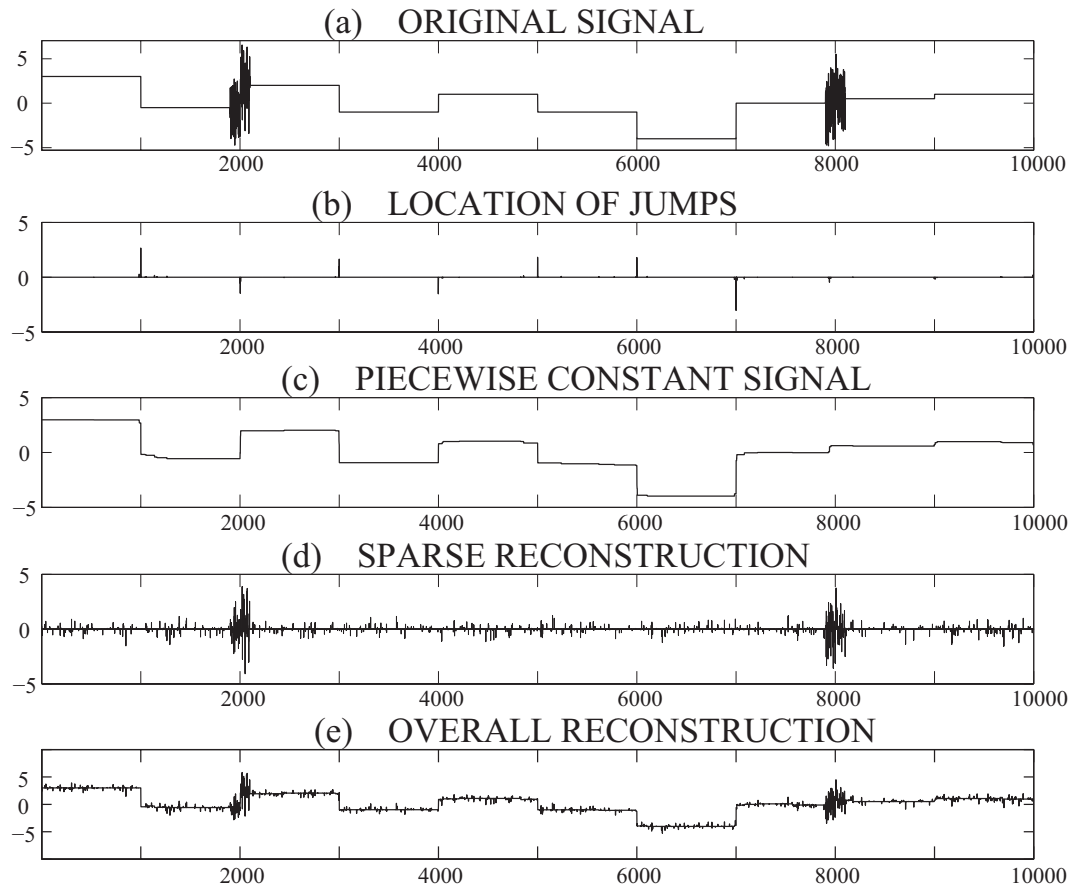 (a) ORIGINAL SIGNAL
5
0
−5
2000 4000 6000 8000 10000
(b) LOCATION OF JUMPS
5
0
−5
2000 4000 6000 8000 10000
(c) PIECEWISE CONSTANT SIGNAL
5
0
−5
2000 4000 6000 8000 10000
(d) SPARSE RECONSTRUCTION
5
0
−5
2000 4000 6000 8000 10000
(e) OVERALL RECONSTRUCTION
5
0
−5
2000 4000 6000 8000 10000